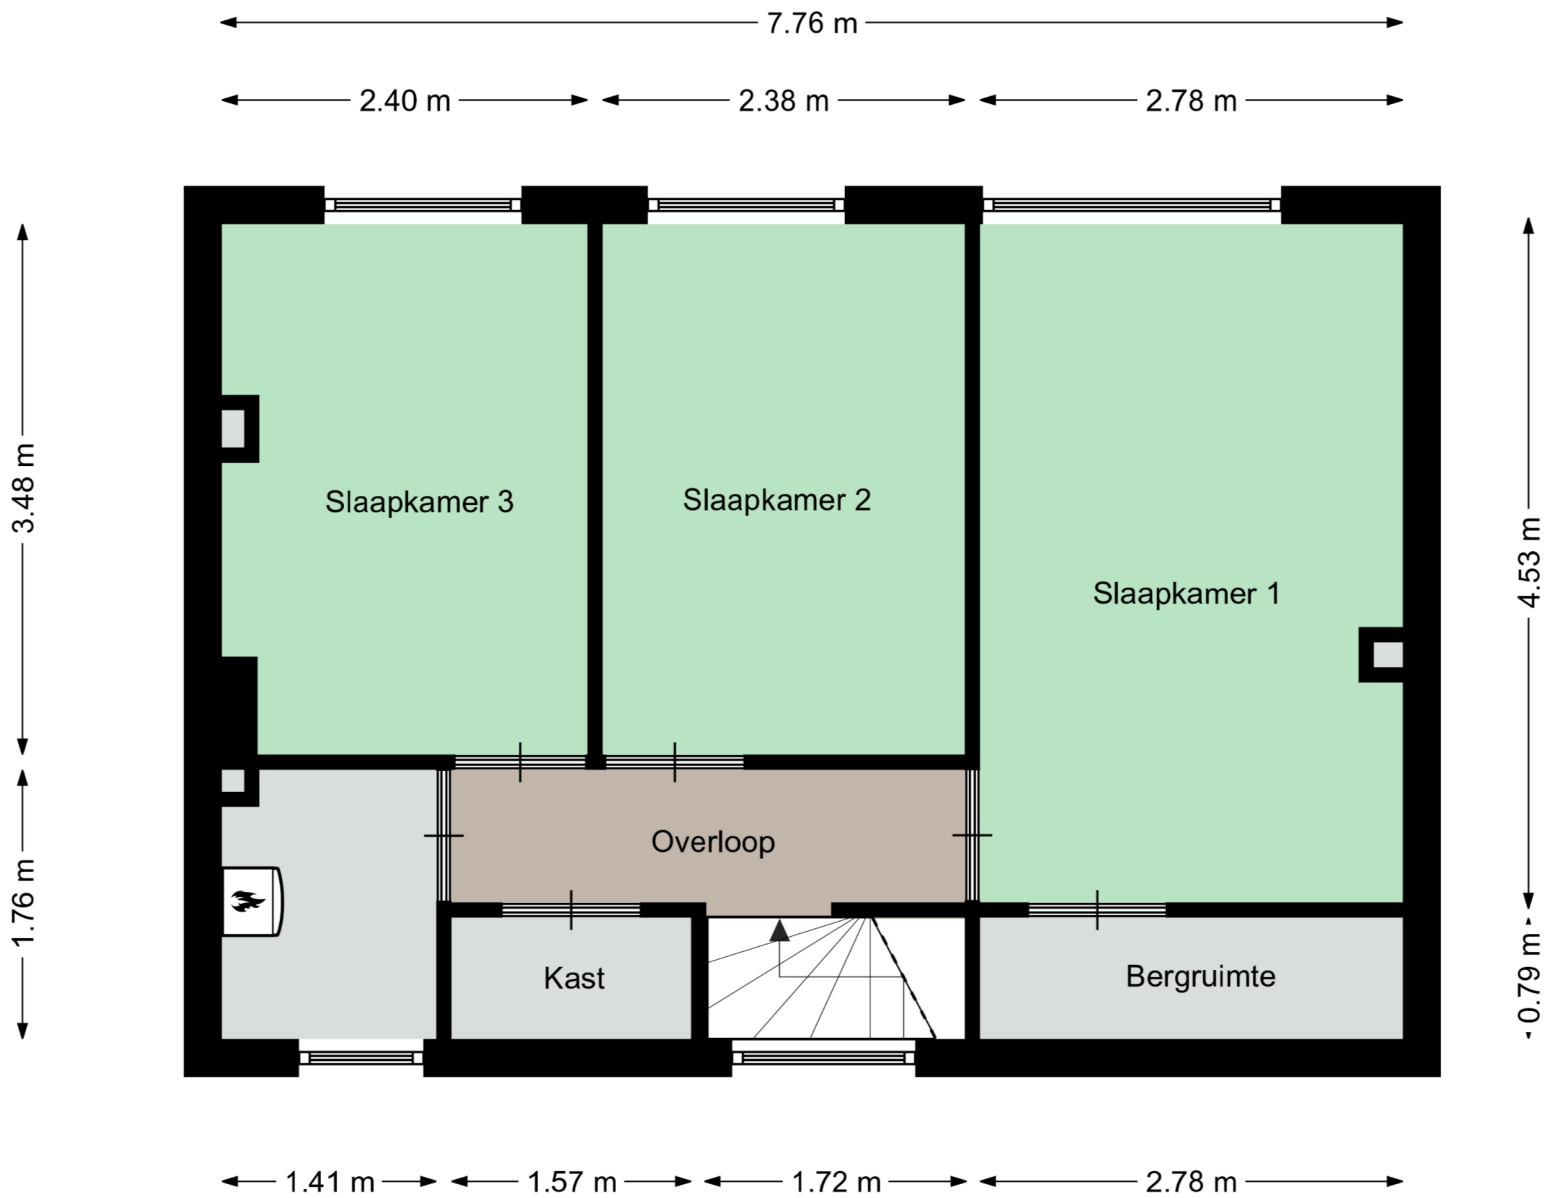 7.76 m
2.40 m
2.38 m
2.78 m
3.48 m
4.53 m
Slaapkamer 3
Slaapkamer 2
Slaapkamer 1
Overloop
1.76 m
0.79 m
Kast
Bergruimte
1.41 m
1.57 m
1.72 m
2.78 m